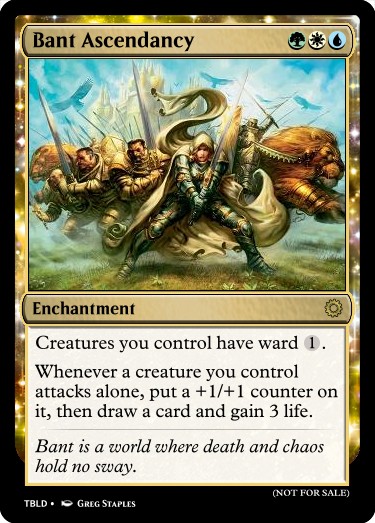 Bant Ascendancy
Enchantment
Creatures you control have ward 1.
Whenever a creature you control
attacks alone, put a +1/+1 counter on
it, then draw a card and gain 3 life.
Bant is a world where death and chaos
hold no sway.
TBLD • Greg Staples
(NOT FOR SALE)